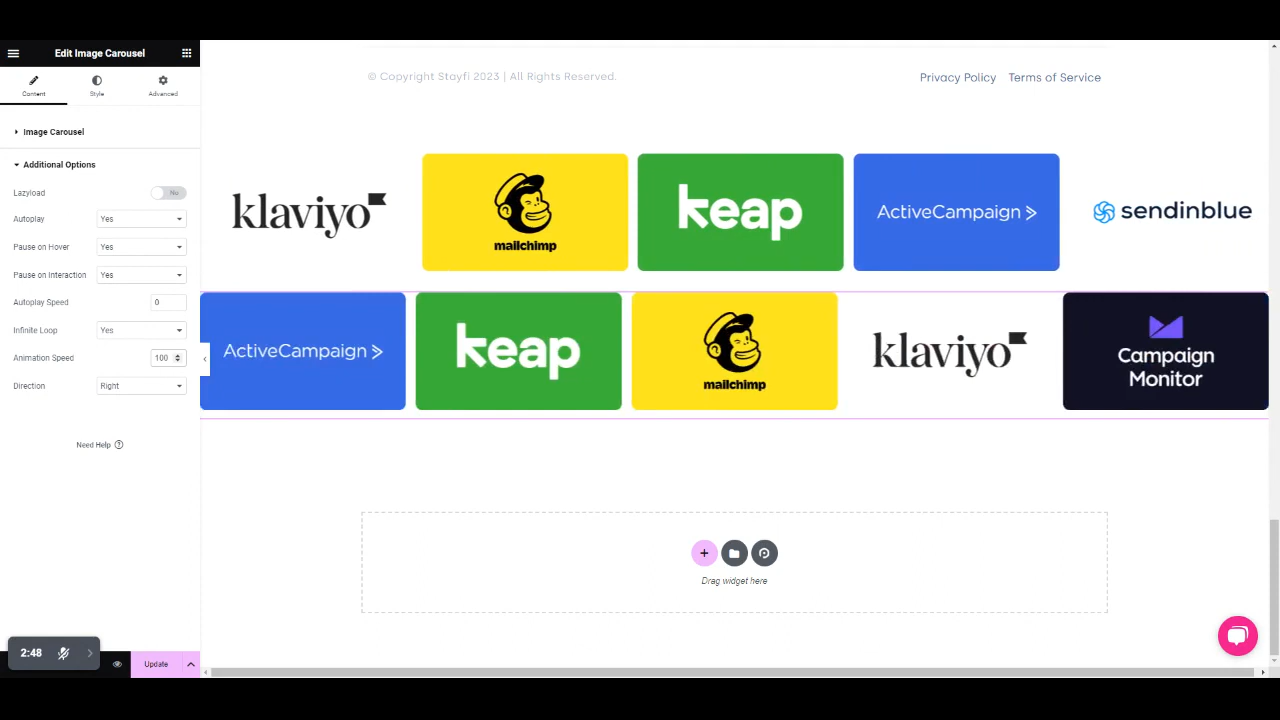 Edit Image Carousel
Content
Style
Advanced
Image Carousel
Additional Options
Lazyload
No
Autoplay
Yes
Pause on Hover
Yes
Pause on Interaction
Yes
Autoplay Speed
0
Infinite Loop
Yes
Animation Speed
100
Direction
Right
Need Help
2:48
Update
© Copyright Stayfi 2023 | All Rights Reserved.
Privacy Policy
Terms of Service
klaviyo
mailchimp
keap
ActiveCampaign >
sendinblue
ActiveCampaign >
keap
mailchimp
klaviyo
Campaign
Monitor
+
Drag widget here